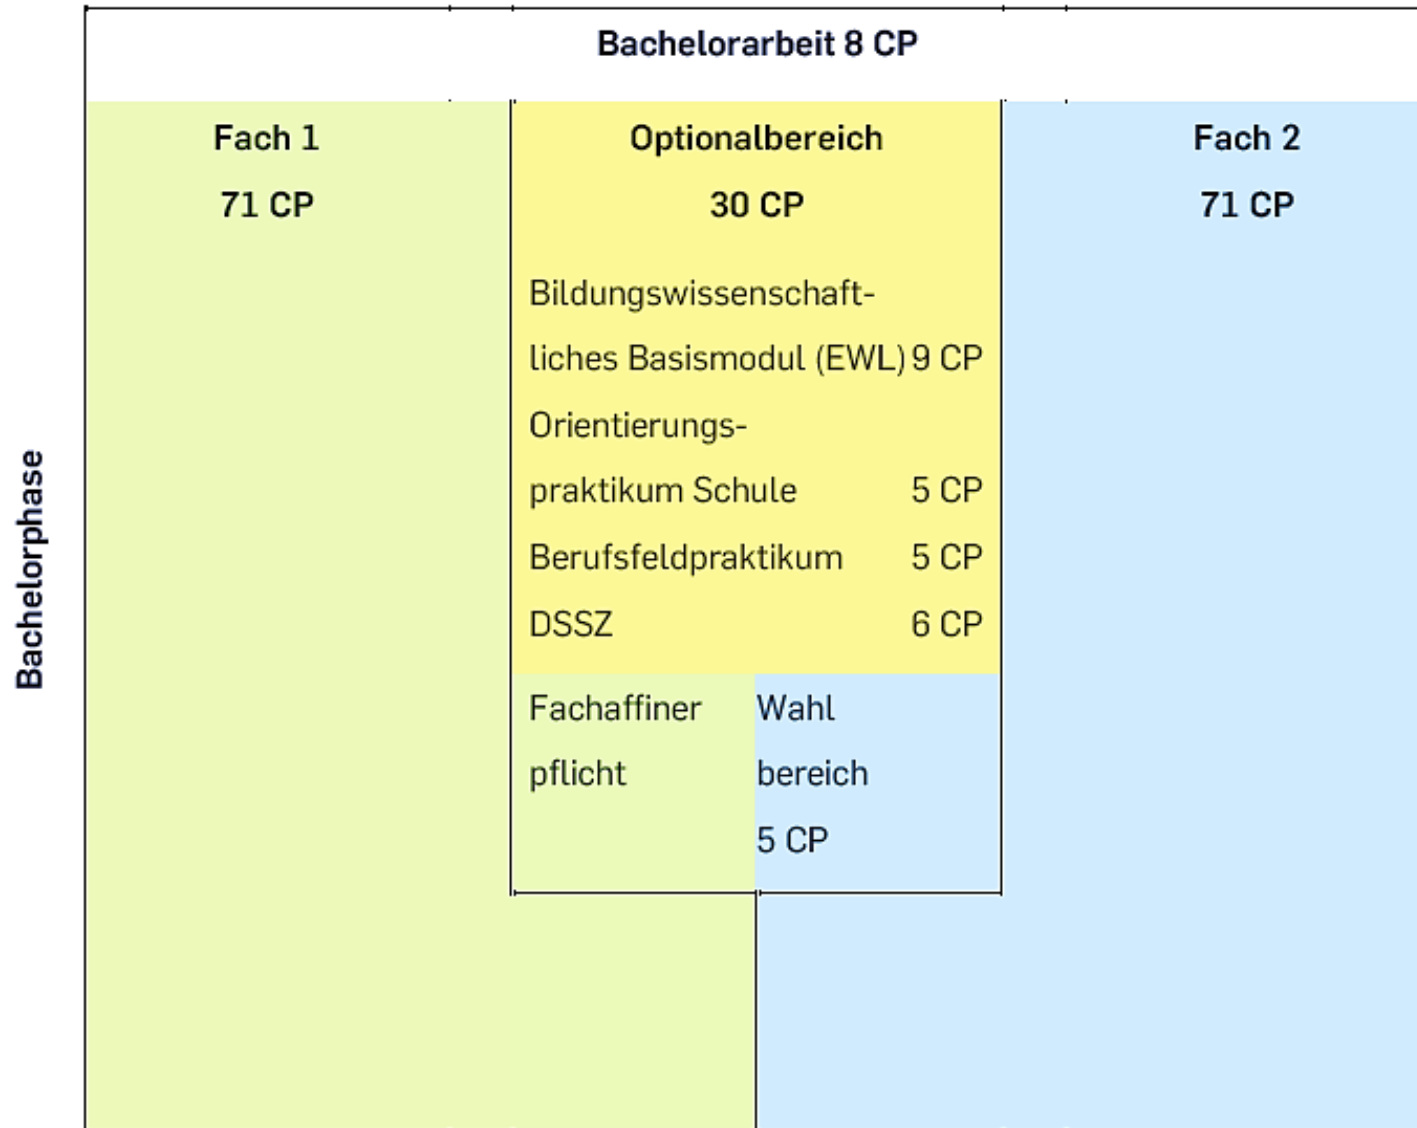 Bachelorarbeit 8 CP
Fach 1
71 CP
Optionalbereich
30 CP
Fach 2
71 CP
Bildungswissenschaft-
liches Basismodul (EWL) 9 CP
Orientierungs-
praktikum Schule 5 CP
Berufsfeldpraktikum 5 CP
DSSZ 6 CP
Fachaffiner Wahl
pflicht bereich
5 CP
Bachelorphase